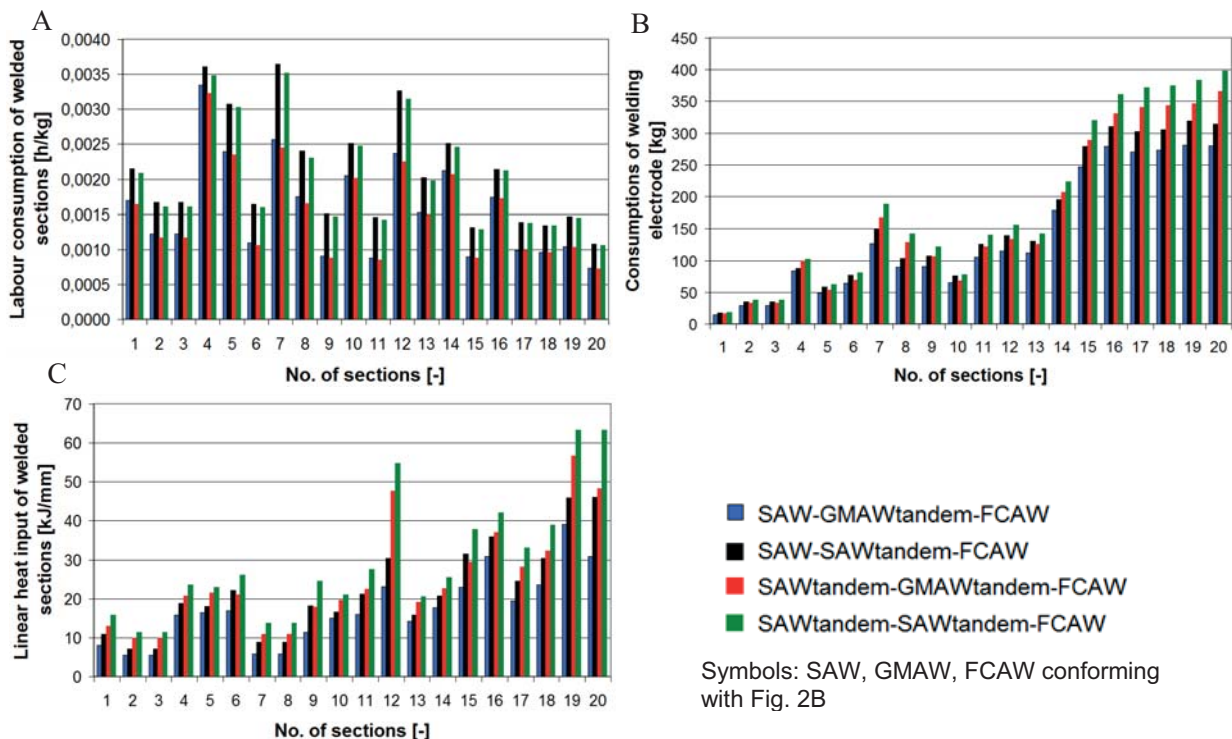 A
Labour consumption of welded
sections [h/kg]
0,0040
0,0035
0,0030
0,0025
0,0020
0,0015
0,0010
0,0005
0,0000
1 2 3 4 5 6 7 8 9 10 11 12 13 14 15 16 17 18 19 20
No. of sections [-]
B
Consumptions of welding
electrode [kg]
450
400
350
300
250
200
150
100
50
0
1 2 3 4 5 6 7 8 9 10 11 12 13 14 15 16 17 18 19 20
No. of sections [-]
C
Linear heat input of welded
sections [kJ/mm]
70
60
50
40
30
20
10
0
1 2 3 4 5 6 7 8 9 10 11 12 13 14 15 16 17 18 19 20
No. of sections [-]
SAW-GMAWtandem-FCAW
SAW-SAWtandem-FCAW
SAWtandem-GMAWtandem-FCAW
SAWtandem-SAWtandem-FCAW
Symbols: SAW, GMAW, FCAW conforming
with Fig. 2B